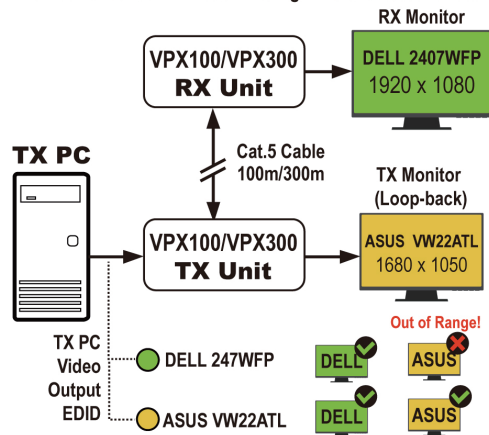 RX Monitor
VPX100/VPX300
RX Unit
DELL 2407WFP
1920 x 1080
TX PC
Cat.5 Cable
100m/300m
TX Monitor
(Loop-back)
VPX100/VPX300
TX Unit
ASUS VW22ATL
1680 x 1050
Out of Range!
TX PC
Video
Output
EDID
DELL 247WFP
DELL
ASUS
ASUS VW22ATL
DELL
ASUS